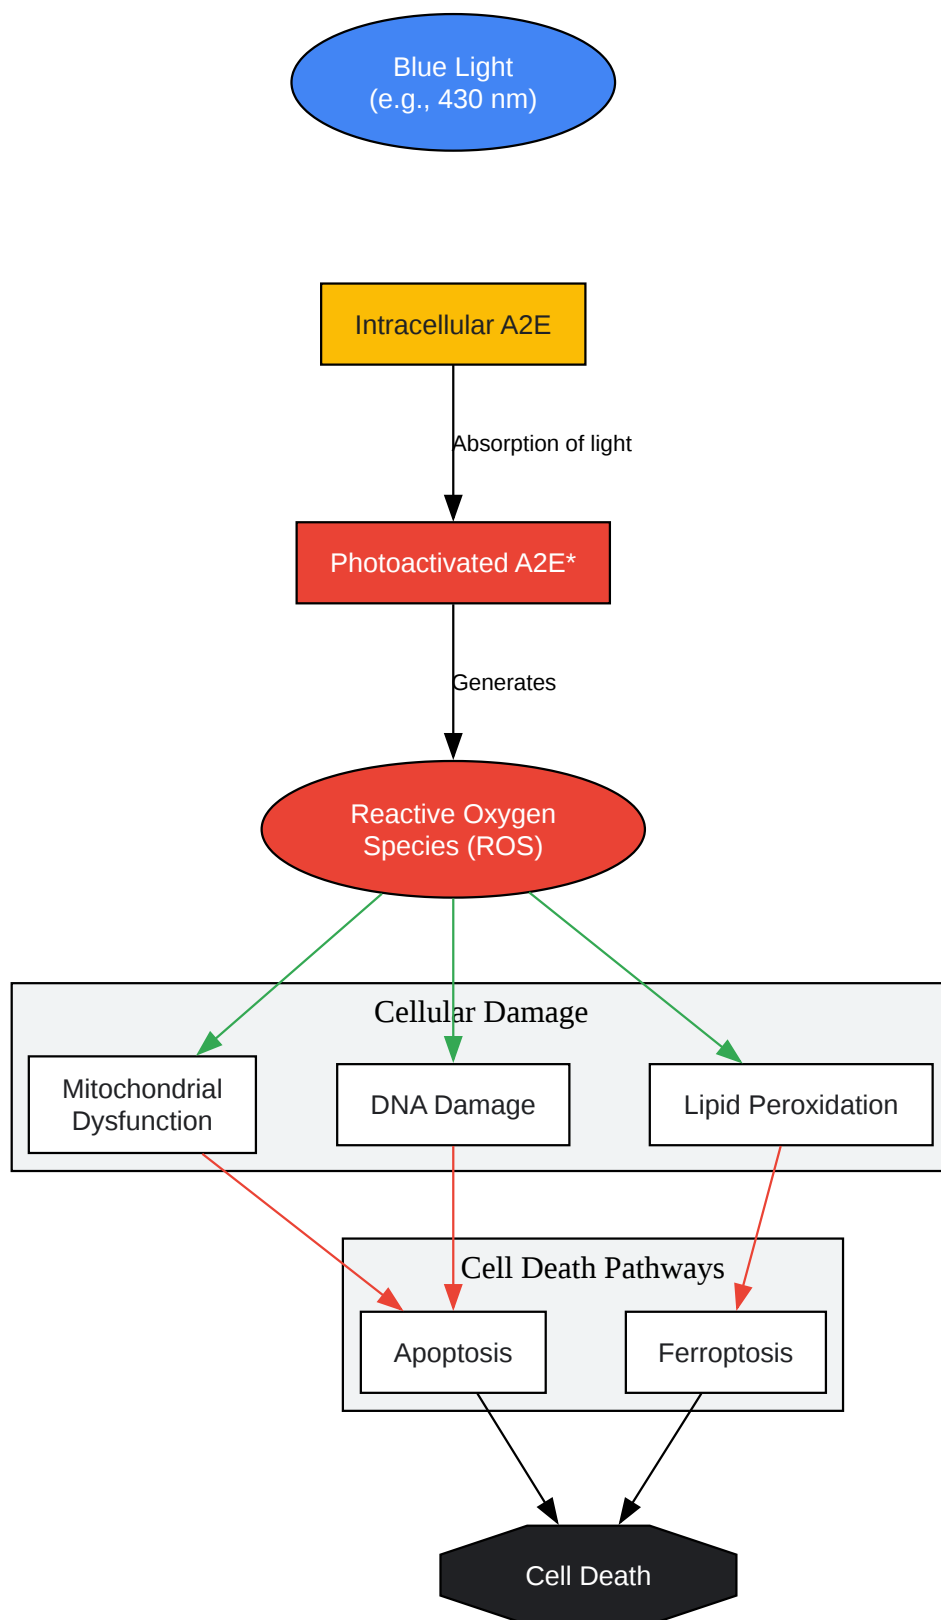 Blue Light
(e.g., 430 nm)
Intracellular A2E
Absorption of light
Photoactivated A2E*
Generates
Reactive Oxygen
Species (ROS)
Cellular Damage
Mitochondrial
Dysfunction
DNA Damage
Lipid Peroxidation
Cell Death Pathways
Apoptosis
Ferroptosis
Cell Death